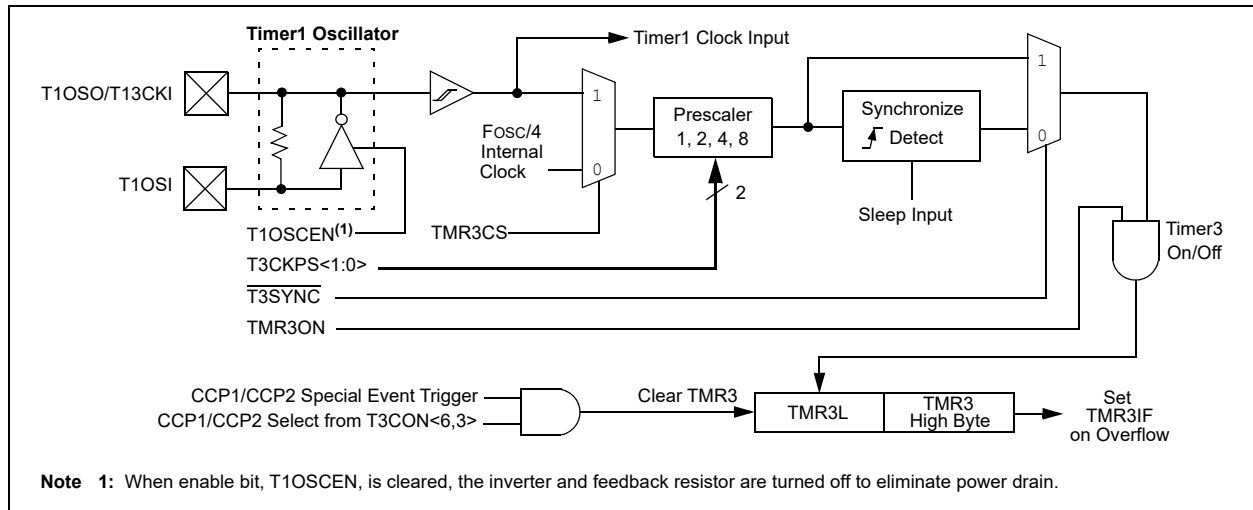 Timer1 Oscillator
Timer1 Clock Input
T1OSO/T13CKI
T1OSI
1
FOSC/4
Internal
Clock
0
Prescaler
1, 2, 4, 8
2
Synchronize
Detect
Sleep Input
1
0
T1OSCEN(1)
TMR3CS
T3CKPS<1:0>
T3SYNC
TMR3ON
Timer3
On/Off
CCP1/CCP2 Special Event Trigger
CCP1/CCP2 Select from T3CON<6,3>
Clear TMR3
TMR3L
TMR3
High Byte
Set
TMR3IF
on Overflow
Note 1: When enable bit, T1OSCEN, is cleared, the inverter and feedback resistor are turned off to eliminate power drain.